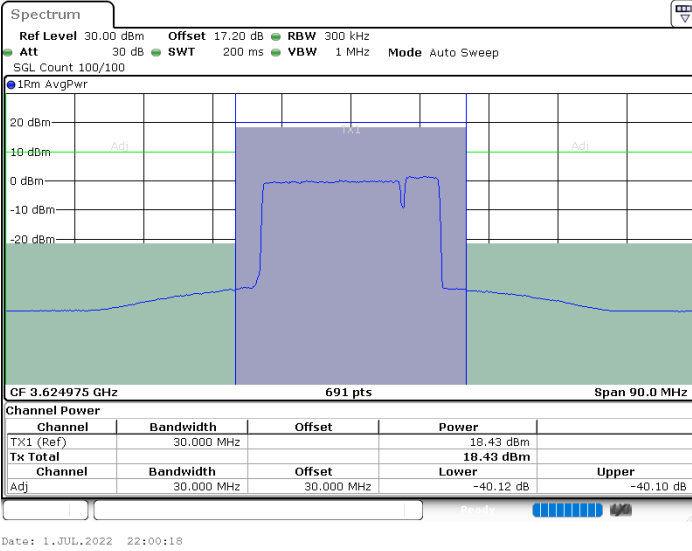 Spectrum
Ref Level 30.00 dBm Offset 17.20 dB RBW 300 kHz
Att 30 dB SWT 200 ms VBW 1 MHz Mode Auto Sweep
SGL Count 100/100
1Rm AvgPwr
20 dBm
TX1
Adj Adj
10 dBm
0 dBm
-10 dBm
-20 dBm
CF 3.624975 GHz 691 pts Span 90.0 MHz
Channel Power
Channel Bandwidth Offset Power
TX1 (Ref) 30.000 MHz 18.43 dBm
Tx Total 18.43 dBm
Channel Bandwidth Offset Lower Upper
Adj 30.000 MHz 30.000 MHz -40.12 dB -40.10 dB
Ready
Date: 1.JUL.2022 22:00:18